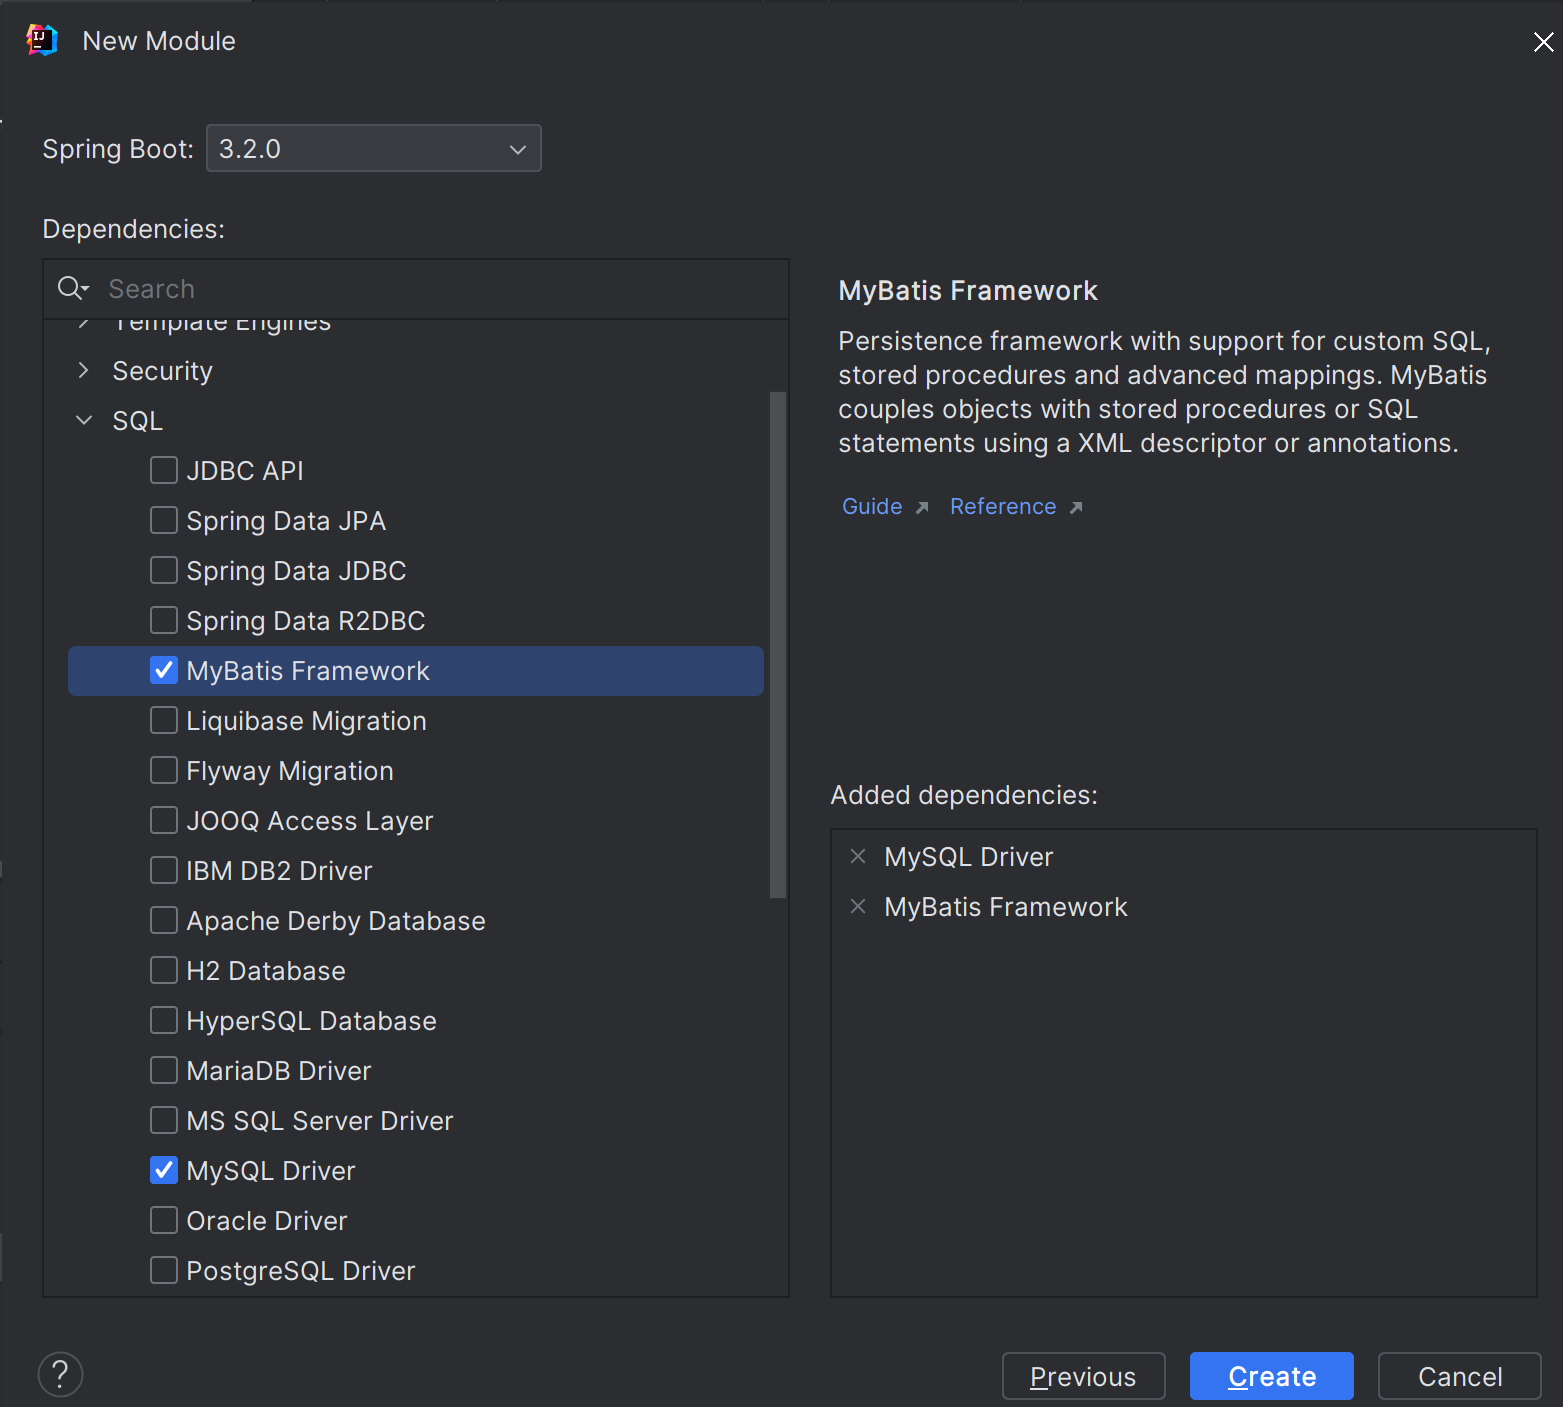 New Module
Spring Boot: 3.2.0
Dependencies:
Search
Template Engines
Security
SQL
JDBC API
Spring Data JPA
Spring Data JDBC
Spring Data R2DBC
MyBatis Framework
Liquibase Migration
Flyway Migration
JOOQ Access Layer
IBM DB2 Driver
Apache Derby Database
H2 Database
HyperSQL Database
MariaDB Driver
MS SQL Server Driver
MySQL Driver
Oracle Driver
PostgreSQL Driver
MyBatis Framework
Persistence framework with support for custom SQL,
stored procedures and advanced mappings. MyBatis
couples objects with stored procedures or SQL
statements using a XML descriptor or annotations.
Guide Reference
Added dependencies:
MySQL Driver
MyBatis Framework
? Previous Create Cancel